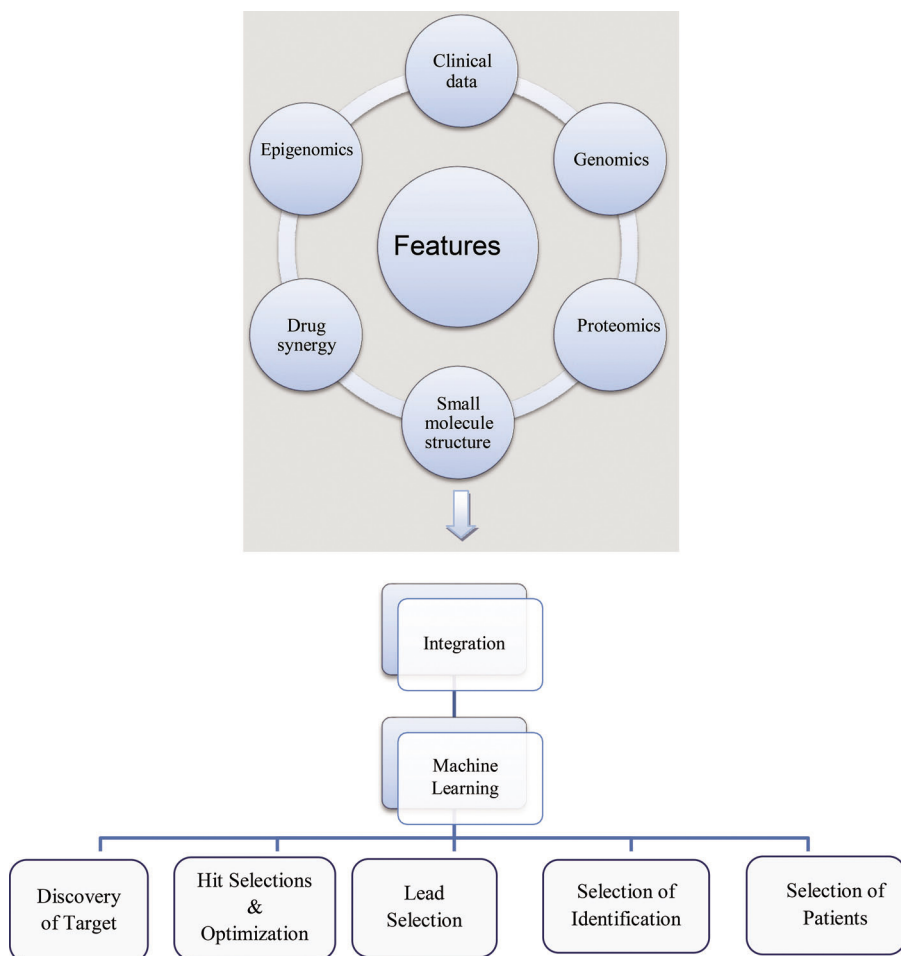 Clinical
data
Epigenomics
Genomics
Features
Drug
synergy
Proteomics
Small
molecule
structure
Integration
Machine
Learning
Discovery
of Target
Hit Selections
&
Optimization
Lead
Selection
Selection of
Identification
Selection of
Patients